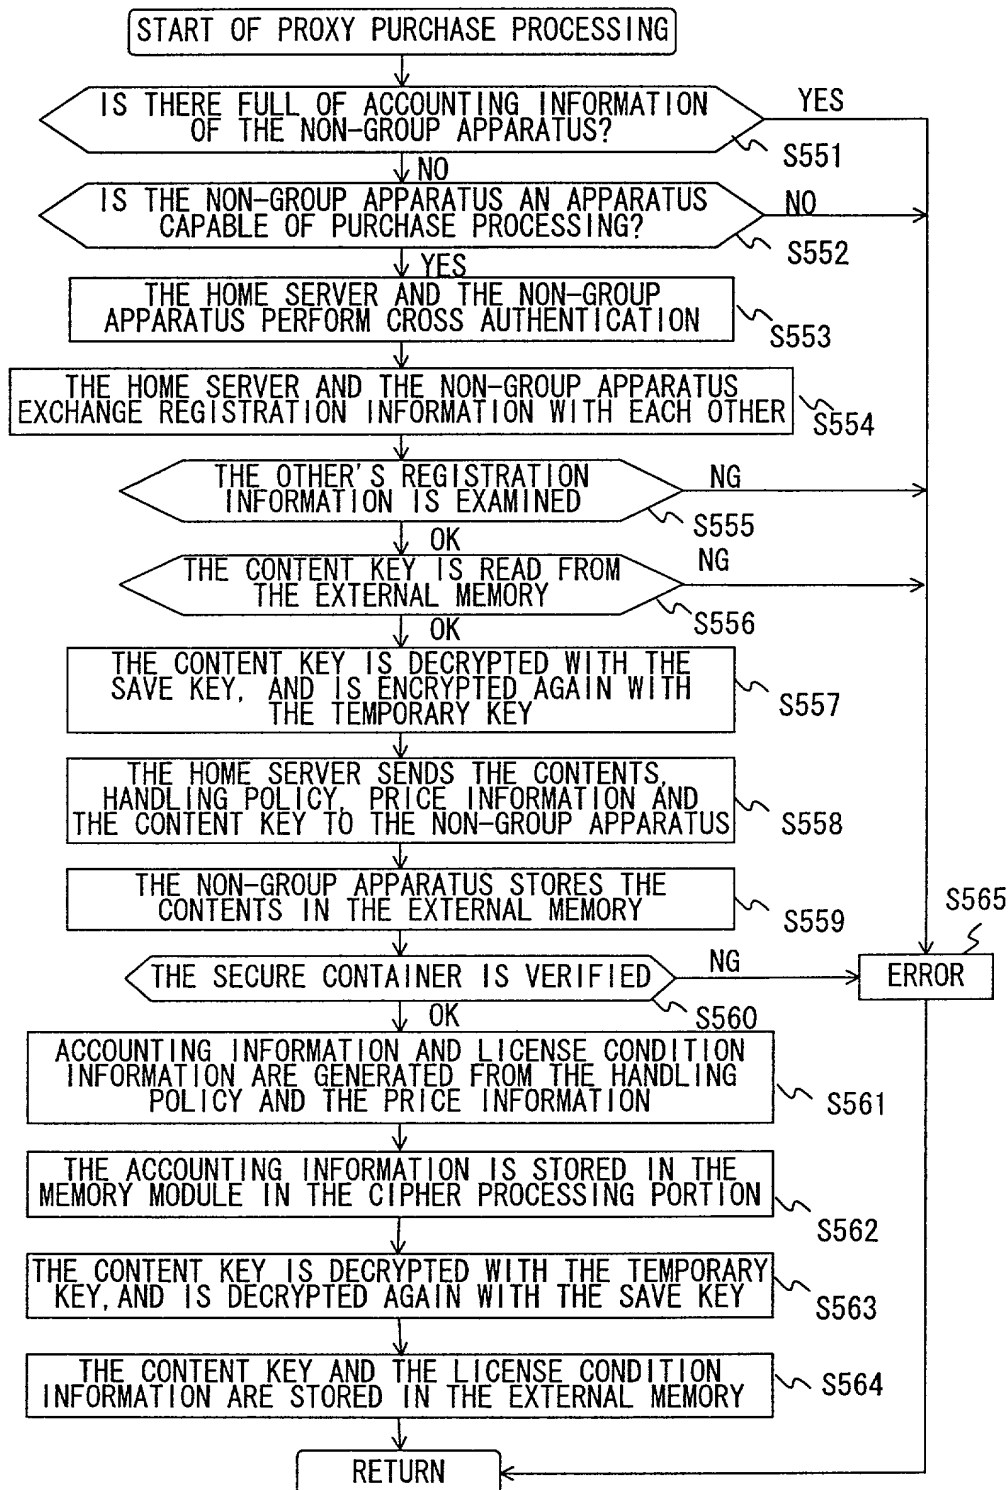 START OF PROXY PURCHASE PROCESSING
IS THERE FULL OF ACCOUNTING INFORMATION
OF THE NON-GROUP APPARATUS?
YES
S551
NO
IS THE NON-GROUP APPARATUS AN APPARATUS
CAPABLE OF PURCHASE PROCESSING?
NO
S552
YES
THE HOME SERVER AND THE NON-GROUP
APPARATUS PERFORM CROSS AUTHENTICATION
S553
THE HOME SERVER AND THE NON-GROUP APPARATUS
EXCHANGE REGISTRATION INFORMATION WITH EACH OTHER
S554
THE OTHER'S REGISTRATION
INFORMATION IS EXAMINED
NG
S555
OK
THE CONTENT KEY IS READ FROM
THE EXTERNAL MEMORY
NG
S556
OK
THE CONTENT KEY IS DECRYPTED WITH THE
SAVE KEY, AND IS ENCRYPTED AGAIN WITH
THE TEMPORARY KEY
S557
THE HOME SERVER SENDS THE CONTENTS,
HANDLING POLICY, PRICE INFORMATION AND
THE CONTENT KEY TO THE NON-GROUP APPARATUS
S558
THE NON-GROUP APPARATUS STORES THE
CONTENTS IN THE EXTERNAL MEMORY
S559
S565
THE SECURE CONTAINER IS VERIFIED
NG
ERROR
S560
OK
ACCOUNTING INFORMATION AND LICENSE CONDITION
INFORMATION ARE GENERATED FROM THE HANDLING
POLICY AND THE PRICE INFORMATION
S561
THE ACCOUNTING INFORMATION IS STORED IN THE
MEMORY MODULE IN THE CIPHER PROCESSING PORTION
S562
THE CONTENT KEY IS DECRYPTED WITH THE TEMPORARY
KEY, AND IS DECRYPTED AGAIN WITH THE SAVE KEY
S563
THE CONTENT KEY AND THE LICENSE CONDITION
INFORMATION ARE STORED IN THE EXTERNAL MEMORY
S564
RETURN